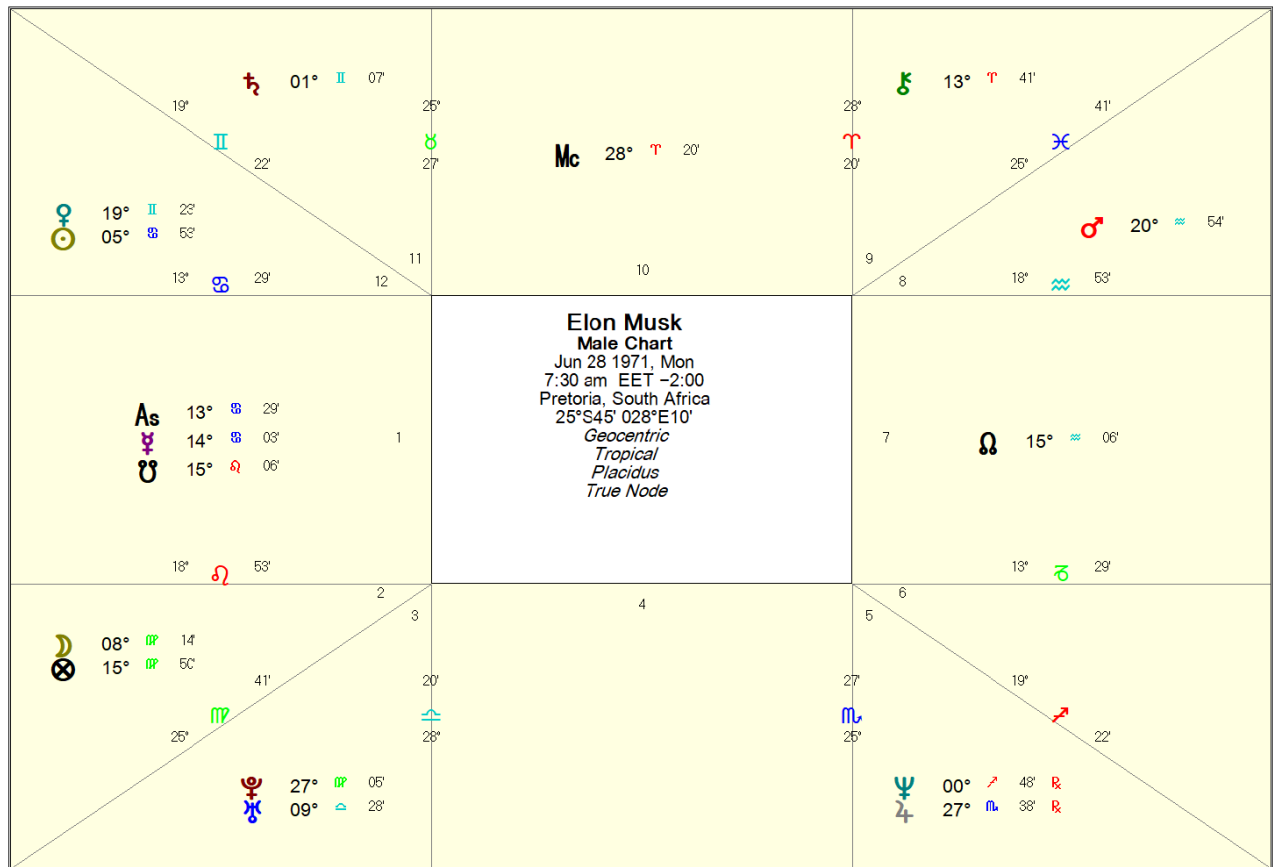 ♄ 01° ♊ 07'
19° ♊ 22'
♀ 19° ♊ 23'
☉ 05° ♋ 53'
13° ♋ 29'
11
12
25° ♉ 27'
Mc 28° ♈ 20'
10
28° ♈ 20'
⚷ 13° ♈ 41'
25° ♓ 41'
♂ 20° ♒ 54'
9
8
18° ♒ 53'
As 13° ♋ 29'
☿ 14° ♋ 03'
☋ 15° ♌ 06'
1
Elon Musk
Male Chart
Jun 28 1971, Mon
7:30 am EET −2:00
Pretoria, South Africa
25°S45' 028°E10'
Geocentric
Tropical
Placidus
True Node
7
☊ 15° ♒ 06'
18° ♌ 53'
2
3
4
5
6
13° ♑ 29'
☽ 08° ♍ 14'
⊗ 15° ♍ 50'
25° ♍ 41'
28° ♎ 20'
25° ♏ 27'
19° ♐ 22'
♇ 27° ♍ 05'
♅ 09° ♎ 28'
♆ 00° ♐ 48' ℞
♃ 27° ♏ 38' ℞